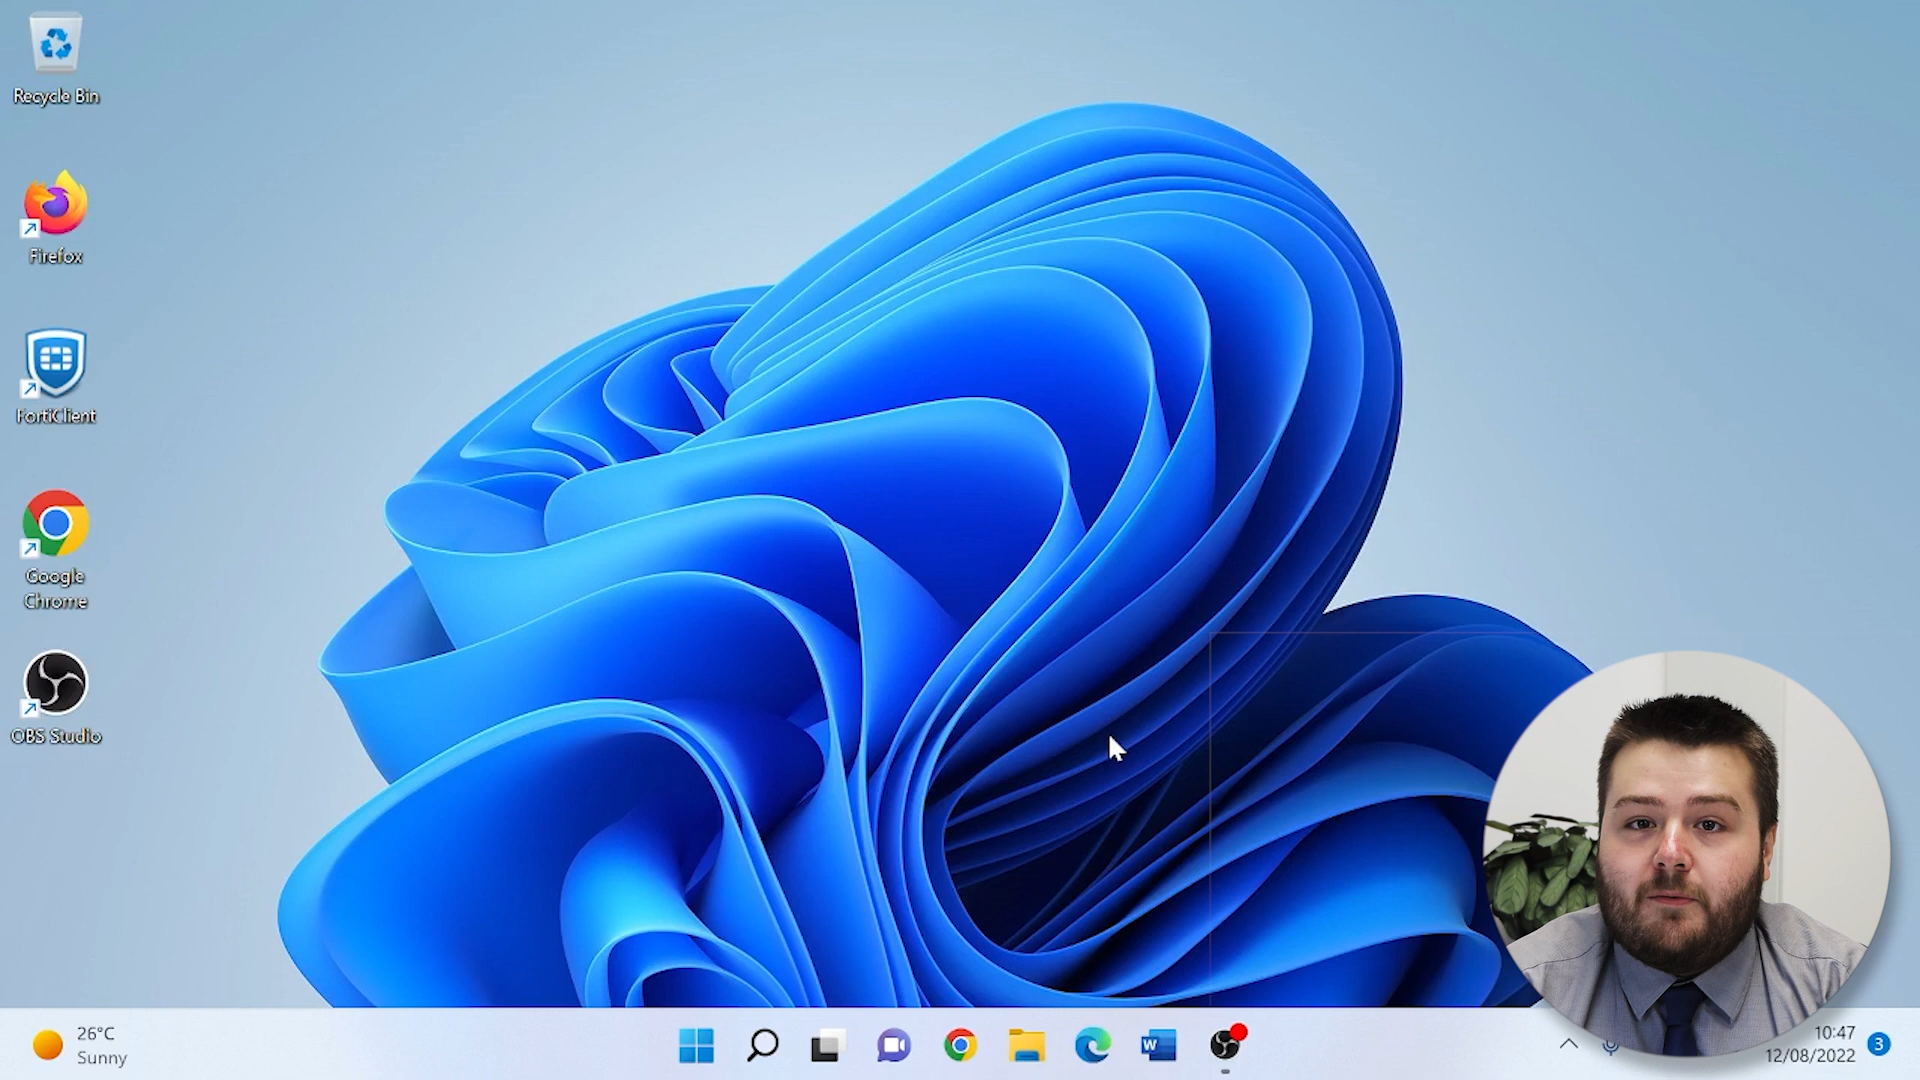 Recycle Bin
Firefox
FortiClient
Google
Chrome
OBS Studio
26°C
Sunny
W
10:47
12/08/2022
3